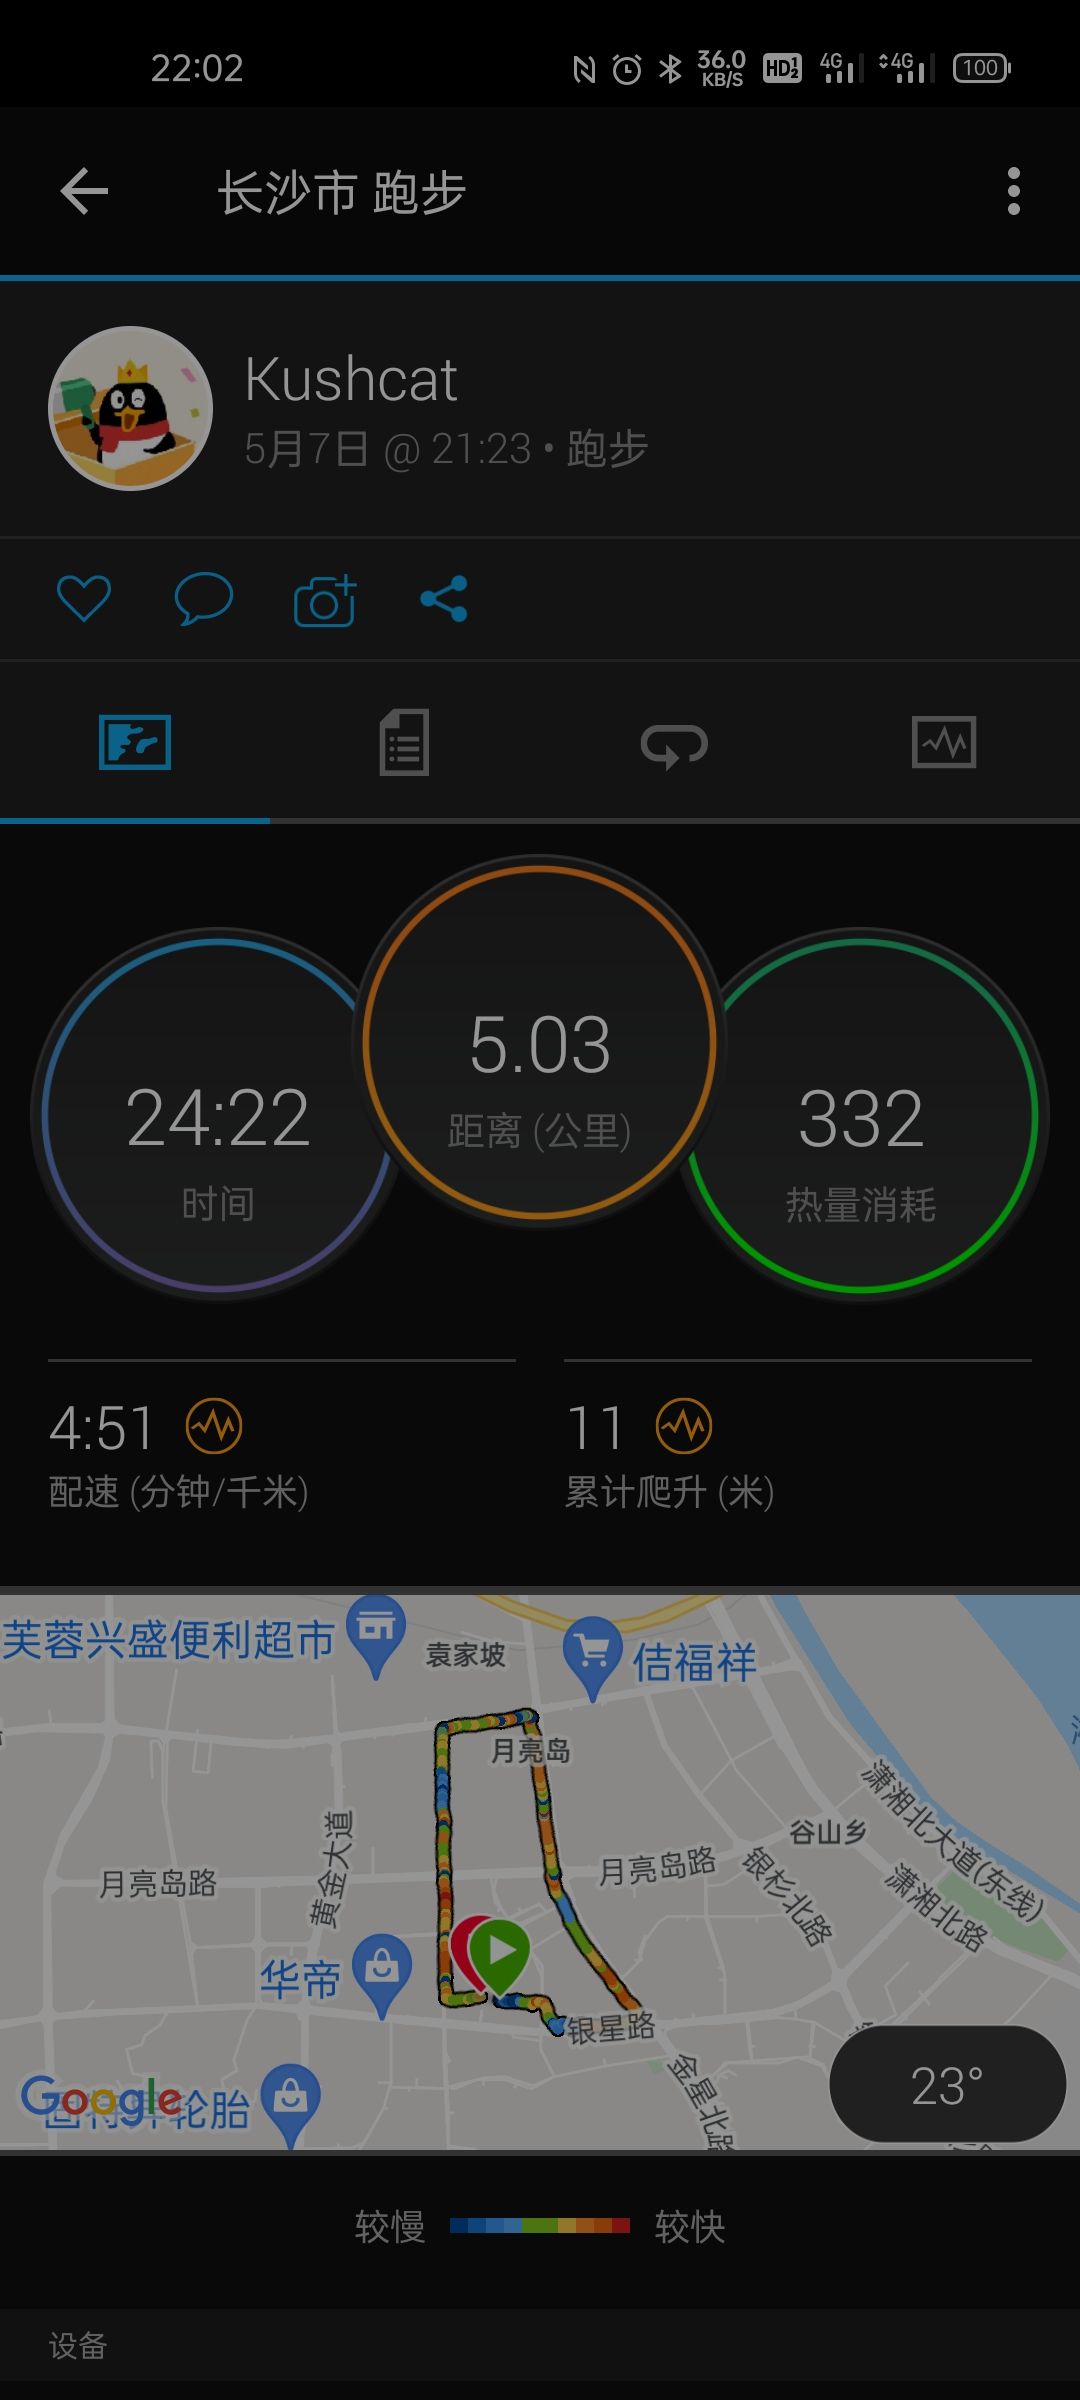 22:02
36.0 KB/S HD 1 2 4G 4G 100
长沙市 跑步
Kushcat
5月7日 @ 21:23 • 跑步
5.03
距离 (公里)
24:22
时间
332
热量消耗
4:51
配速 (分钟/千米)
11
累计爬升 (米)
芙蓉兴盛便利超市
袁家坡
佶福祥
月亮岛
潇湘北大道(东线)
谷山乡
黄金大道
月亮岛路
月亮岛路
银杉北路
潇湘北路
华帝
银星路
金星北路
Google
轮胎
23°
较慢
较快
设备